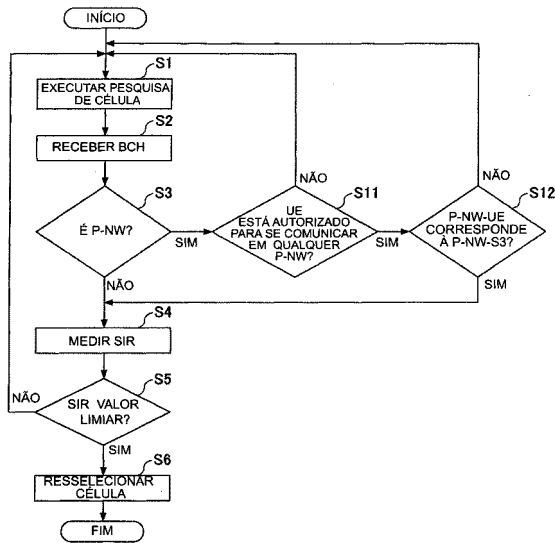 INÍCIO
S1
EXECUTAR PESQUISA
DE CÉLULA
S2
RECEBER BCH
S3
É P-NW?
SIM
NÃO
S11
UE
ESTÁ AUTORIZADO
PARA SE COMUNICAR
EM QUALQUER
P-NW?
NÃO
SIM
S12
P-NW-UE
CORRESPONDE
À P-NW-S3?
NÃO
SIM
S4
MEDIR SIR
S5
SIR VALOR
LIMIAR?
NÃO
SIM
S6
RESSELECIONAR
CÉLULA
FIM